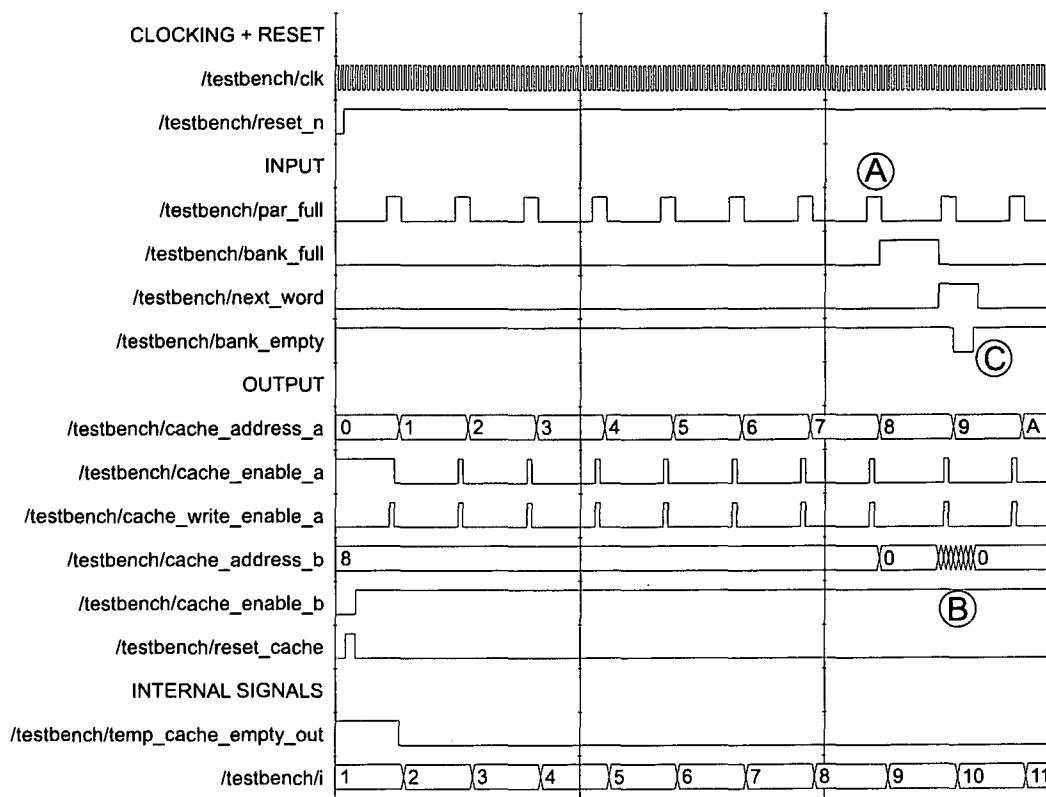 CLOCKING + RESET
/testbench/clk
/testbench/reset_n
INPUT
A
/testbench/par_full
/testbench/bank_full
/testbench/next_word
/testbench/bank_empty
C
OUTPUT
/testbench/cache_address_a 0 1 2 3 4 5 6 7 8 9 A
/testbench/cache_enable_a
/testbench/cache_write_enable_a
/testbench/cache_address_b 8 0 0
/testbench/cache_enable_b
B
/testbench/reset_cache
INTERNAL SIGNALS
/testbench/temp_cache_empty_out
/testbench/i 1 2 3 4 5 6 7 8 9 10 11